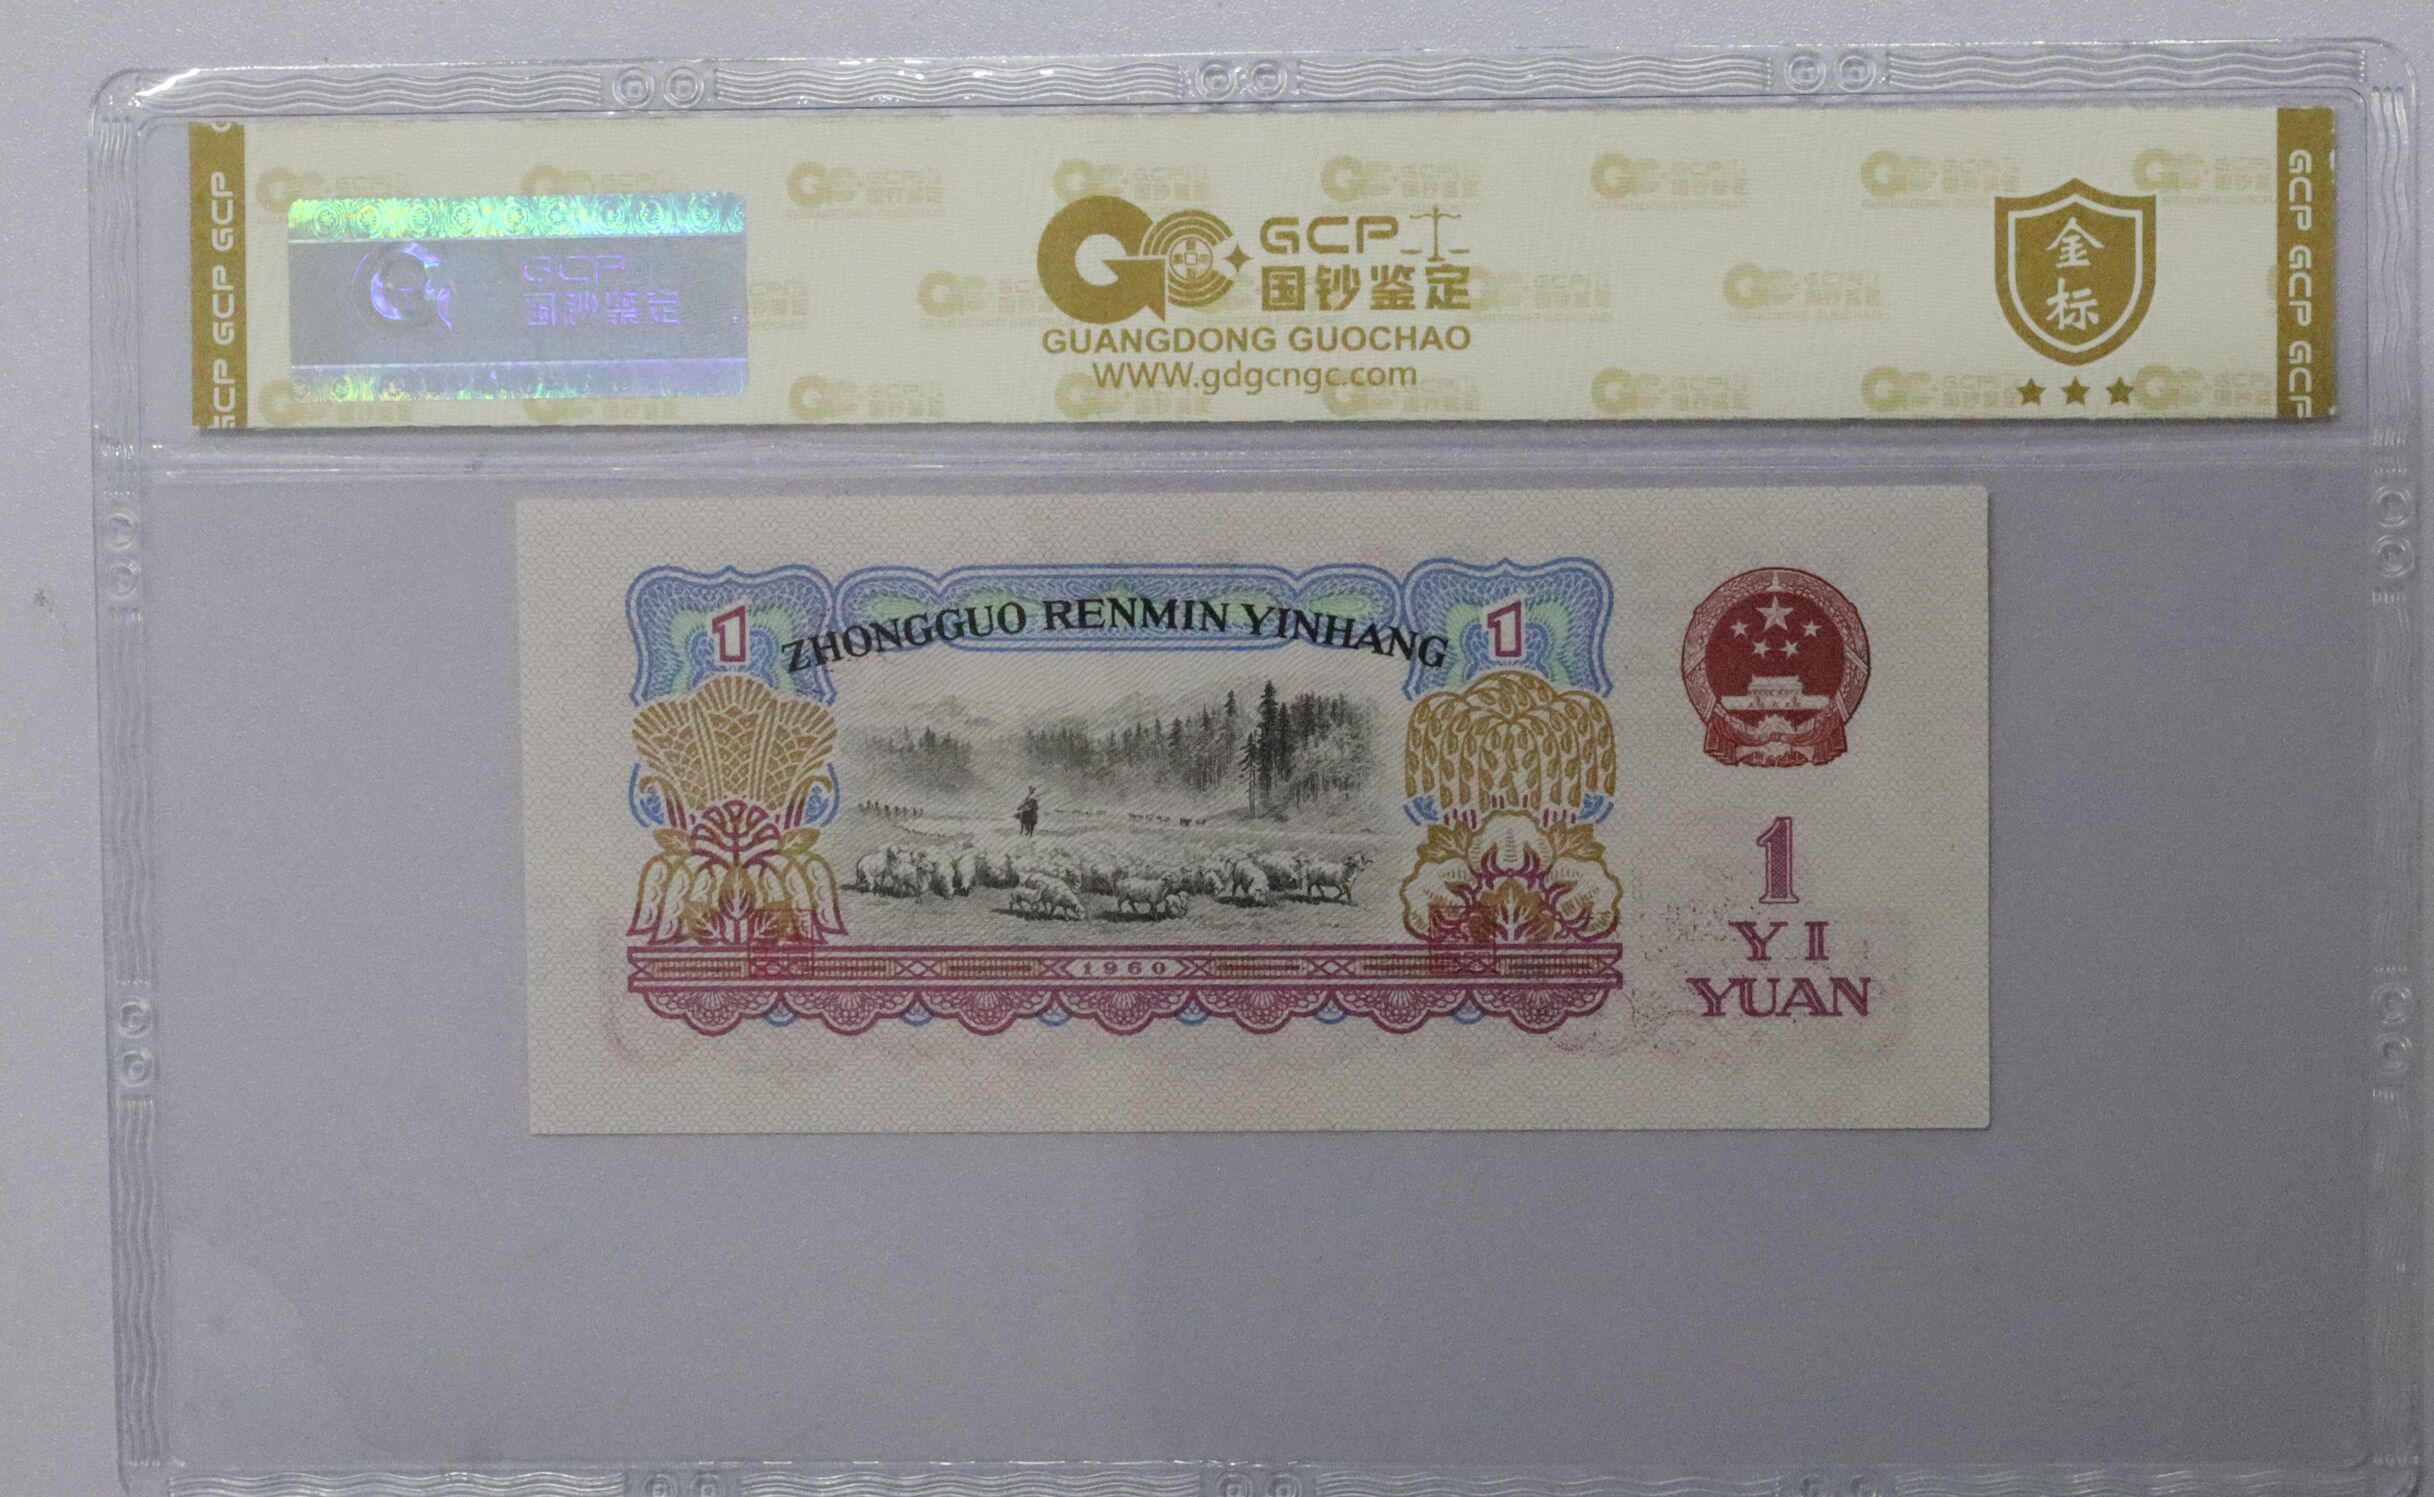 GCP GCP GCP
GCP
国钞鉴定
GCP
国钞鉴定
GUANGDONG GUOCHAO
WWW.gdgcngc.com
金
标
GCP GCP GCP
1
ZHONGGUO RENMIN YINHANG
1
1960
1
YI
YUAN